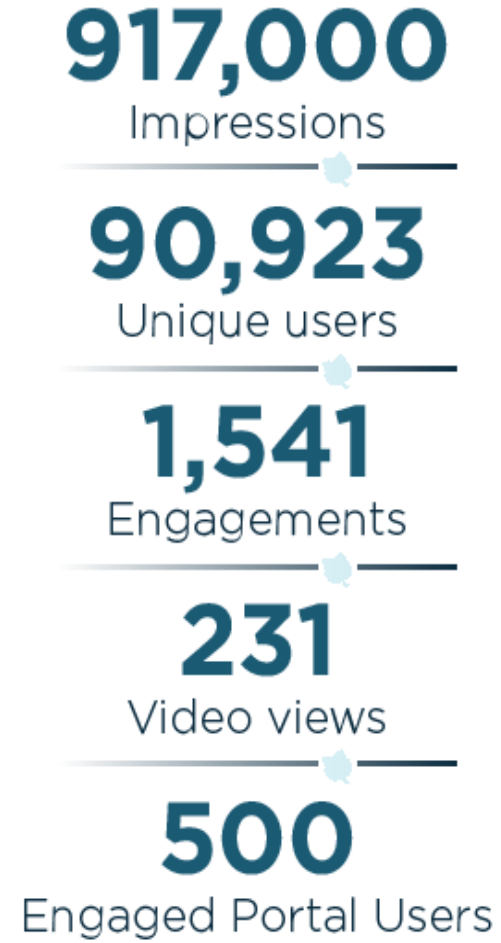 917,000
Impressions
90,923
Unique users
1,541
Engagements
231
Video views
500
Engaged Portal Users